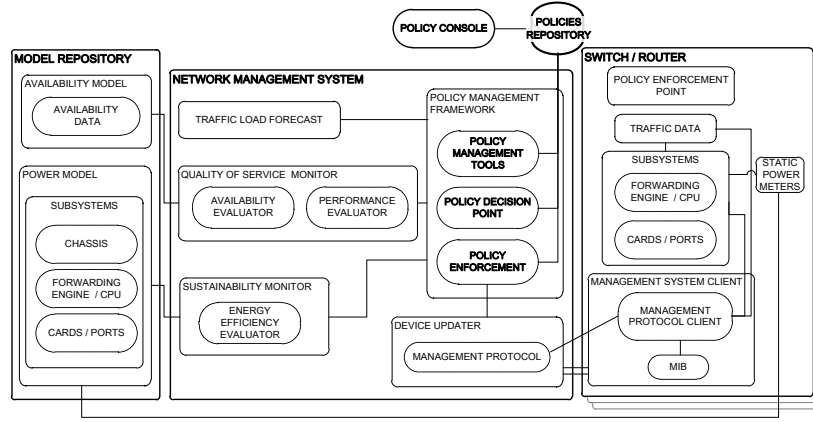 POLICY CONSOLE
POLICIES
REPOSITORY
MODEL REPOSITORY
AVAILABILITY MODEL
AVAILABILITY
DATA
POWER MODEL
SUBSYSTEMS
CHASSIS
FORWARDING
ENGINE / CPU
CARDS / PORTS
NETWORK MANAGEMENT SYSTEM
TRAFFIC LOAD FORECAST
QUALITY OF SERVICE MONITOR
AVAILABILITY
EVALUATOR
PERFORMANCE
EVALUATOR
SUSTAINABILITY MONITOR
ENERGY
EFFICIENCY
EVALUATOR
POLICY MANAGEMENT
FRAMEWORK
POLICY
MANAGEMENT
TOOLS
POLICY DECISION
POINT
POLICY
ENFORCEMENT
DEVICE UPDATER
MANAGEMENT PROTOCOL
SWITCH / ROUTER
POLICY ENFORCEMENT
POINT
TRAFFIC DATA
SUBSYSTEMS
FORWARDING
ENGINE / CPU
CARDS / PORTS
STATIC
POWER
METERS
MANAGEMENT SYSTEM CLIENT
MANAGEMENT
PROTOCOL CLIENT
MIB